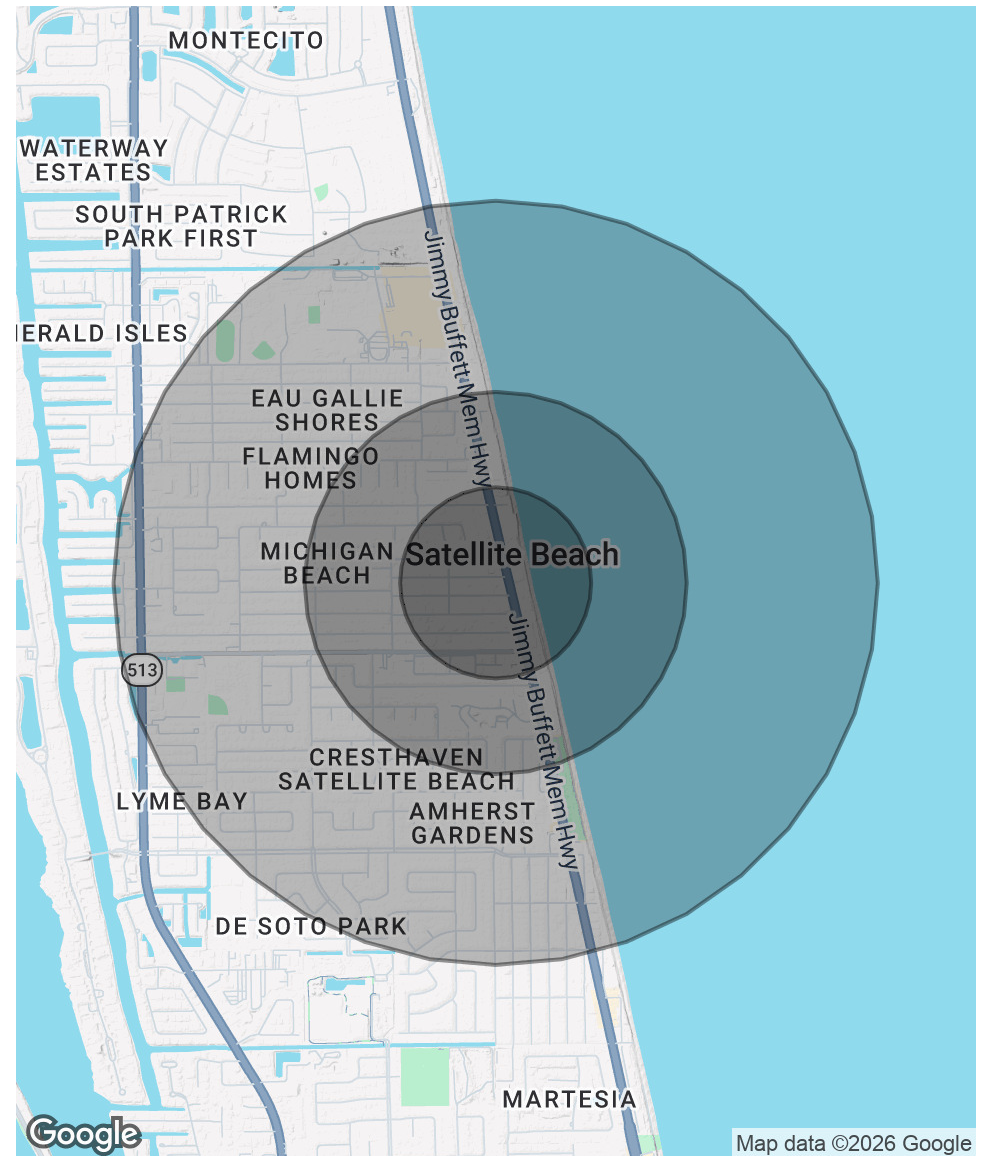 MONTECITO
WATERWAY
ESTATES
SOUTH PATRICK
PARK FIRST
Jimmy Buffett Mem Hwy
IERALD ISLES
EAU GALLIE
SHORES
FLAMINGO
HOMES
MICHIGAN
BEACH
Satellite Beach
Jimmy Buffett Mem Hwy
513
CRESTHAVEN
SATELLITE BEACH
LYME BAY
AMHERST
GARDENS
DE SOTO PARK
MARTESIA
Google
Map data ©2026 Google